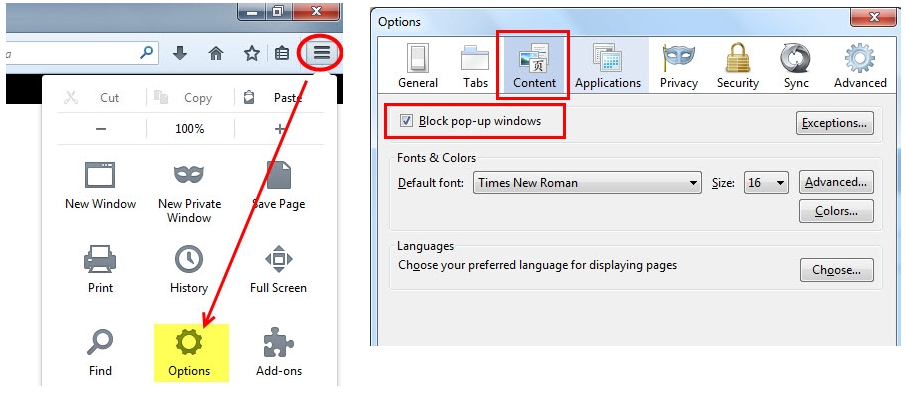 a
Cut Copy Paste
100%
New Window New Private Window Save Page
Print History Full Screen
Find Options Add-ons
Options
General Tabs Content Applications Privacy Security Sync Advanced
Block pop-up windows Exceptions...
Fonts & Colors
Default font: Times New Roman Size: 16 Advanced...
Colors...
Languages
Choose your preferred language for displaying pages Choose...
页